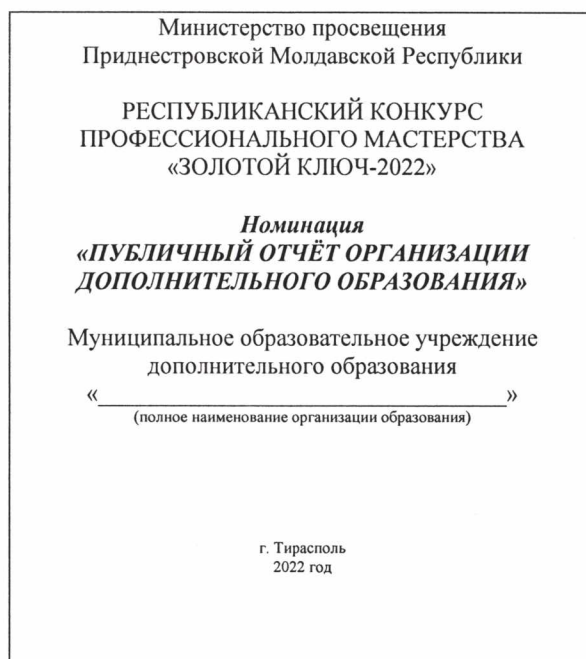 Министерство просвещения
Приднестровской Молдавской Республики
РЕСПУБЛИКАНСКИЙ КОНКУРС
ПРОФЕССИОНАЛЬНОГО МАСТЕРСТВА
«ЗОЛОТОЙ КЛЮЧ-2022»
Номинация
«ПУБЛИЧНЫЙ ОТЧЁТ ОРГАНИЗАЦИИ
ДОПОЛНИТЕЛЬНОГО ОБРАЗОВАНИЯ»
Муниципальное образовательное учреждение
дополнительного образования
«__________________________________»
(полное наименование организации образования)
г. Тирасполь
2022 год